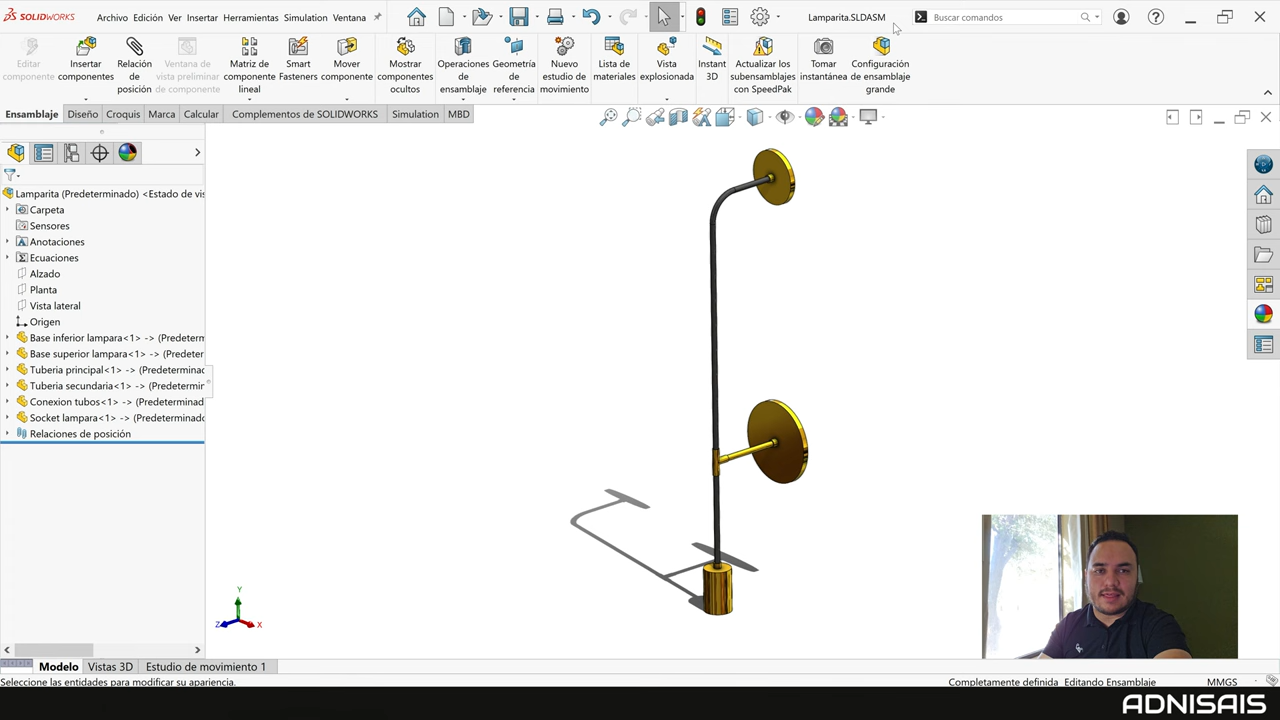 SOLIDWORKS
Archivo Edición Ver Insertar Herramientas Simulation Ventana
Lamparita.SLDASM
Buscar comandos
Editar componente
Insertar componentes
Relación de posición
Ventana de vista preliminar de componente
Matriz de componente lineal
Smart Fasteners
Mover componente
Mostrar componentes ocultos
Operaciones de ensamblaje
Geometría de referencia
Nuevo estudio de movimiento
Lista de materiales
Vista explosionada
Instant 3D
Actualizar los subensamblajes con SpeedPak
Tomar instantánea
Configuración de ensamblaje grande
Ensamblaje Diseño Croquis Marca Calcular Complementos de SOLIDWORKS Simulation MBD
Lamparita (Predeterminado) <Estado de vis
Carpeta
Sensores
Anotaciones
Ecuaciones
Alzado
Planta
Vista lateral
Origen
Base inferior lampara<1> -> (Predeterm
Base superior lampara<1> -> (Predeter
Tuberia principal<1> -> (Predeterminad
Tuberia secundaria<1> -> (Predetermin
Conexion tubos<1> -> (Predeterminad
Socket lampara<1> -> (Predeterminado
Relaciones de posición
Y
Z
X
Modelo Vistas 3D Estudio de movimiento 1
Seleccione las entidades para modificar su apariencia.
Completamente definida Editando Ensamblaje MMGS
ADNISAIS